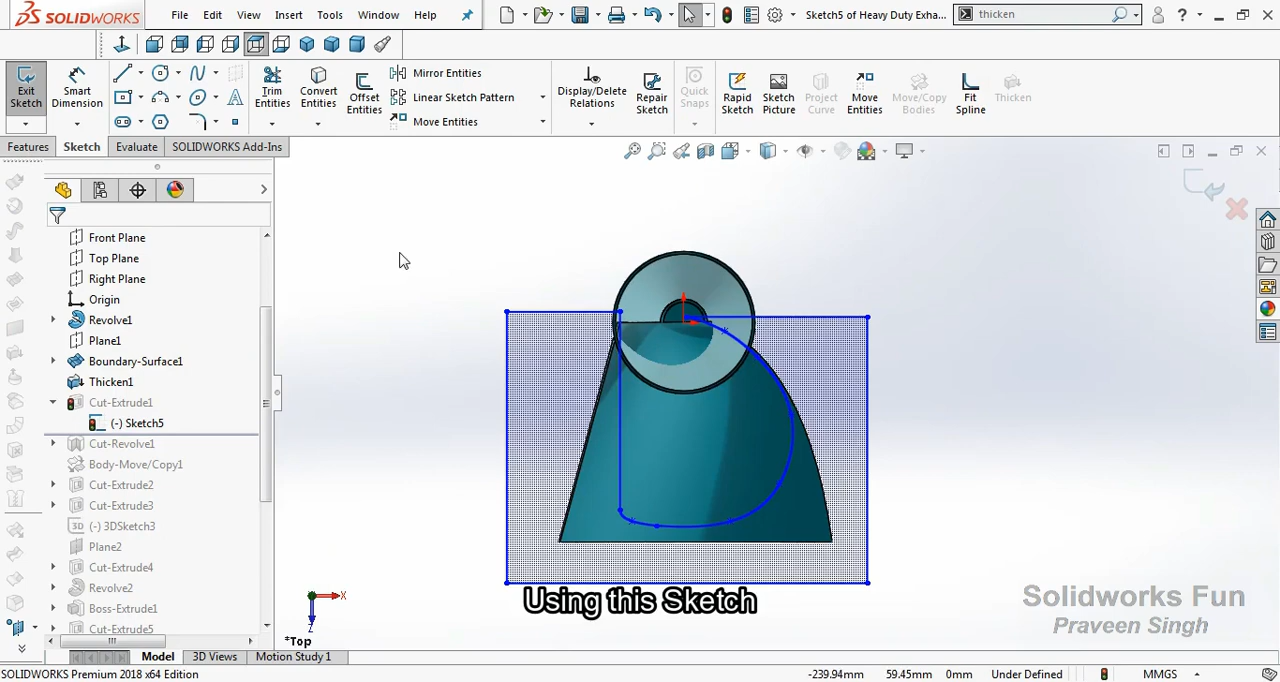 SOLIDWORKS
File Edit View Insert Tools Window Help
Sketch5 of Heavy Duty Exha...
thicken
Exit Sketch
Smart Dimension
Trim Entities
Convert Entities
Offset Entities
Mirror Entities
Linear Sketch Pattern
Move Entities
Display/Delete Relations
Repair Sketch
Quick Snaps
Rapid Sketch
Sketch Picture
Project Curve
Move Entities
Move/Copy Bodies
Fit Spline
Thicken
Features Sketch Evaluate SOLIDWORKS Add-Ins
Front Plane
Top Plane
Right Plane
Origin
Revolve1
Plane1
Boundary-Surface1
Thicken1
Cut-Extrude1
(-) Sketch5
Cut-Revolve1
Body-Move/Copy1
Cut-Extrude2
Cut-Extrude3
3D (-) 3DSketch3
Plane2
Cut-Extrude4
Revolve2
Boss-Extrude1
Cut-Extrude5
X
Z
*Top
Using this Sketch
Solidworks Fun
Praveen Singh
Model 3D Views Motion Study 1
SOLIDWORKS Premium 2018 x64 Edition
-239.94mm 59.45mm 0mm Under Defined MMGS